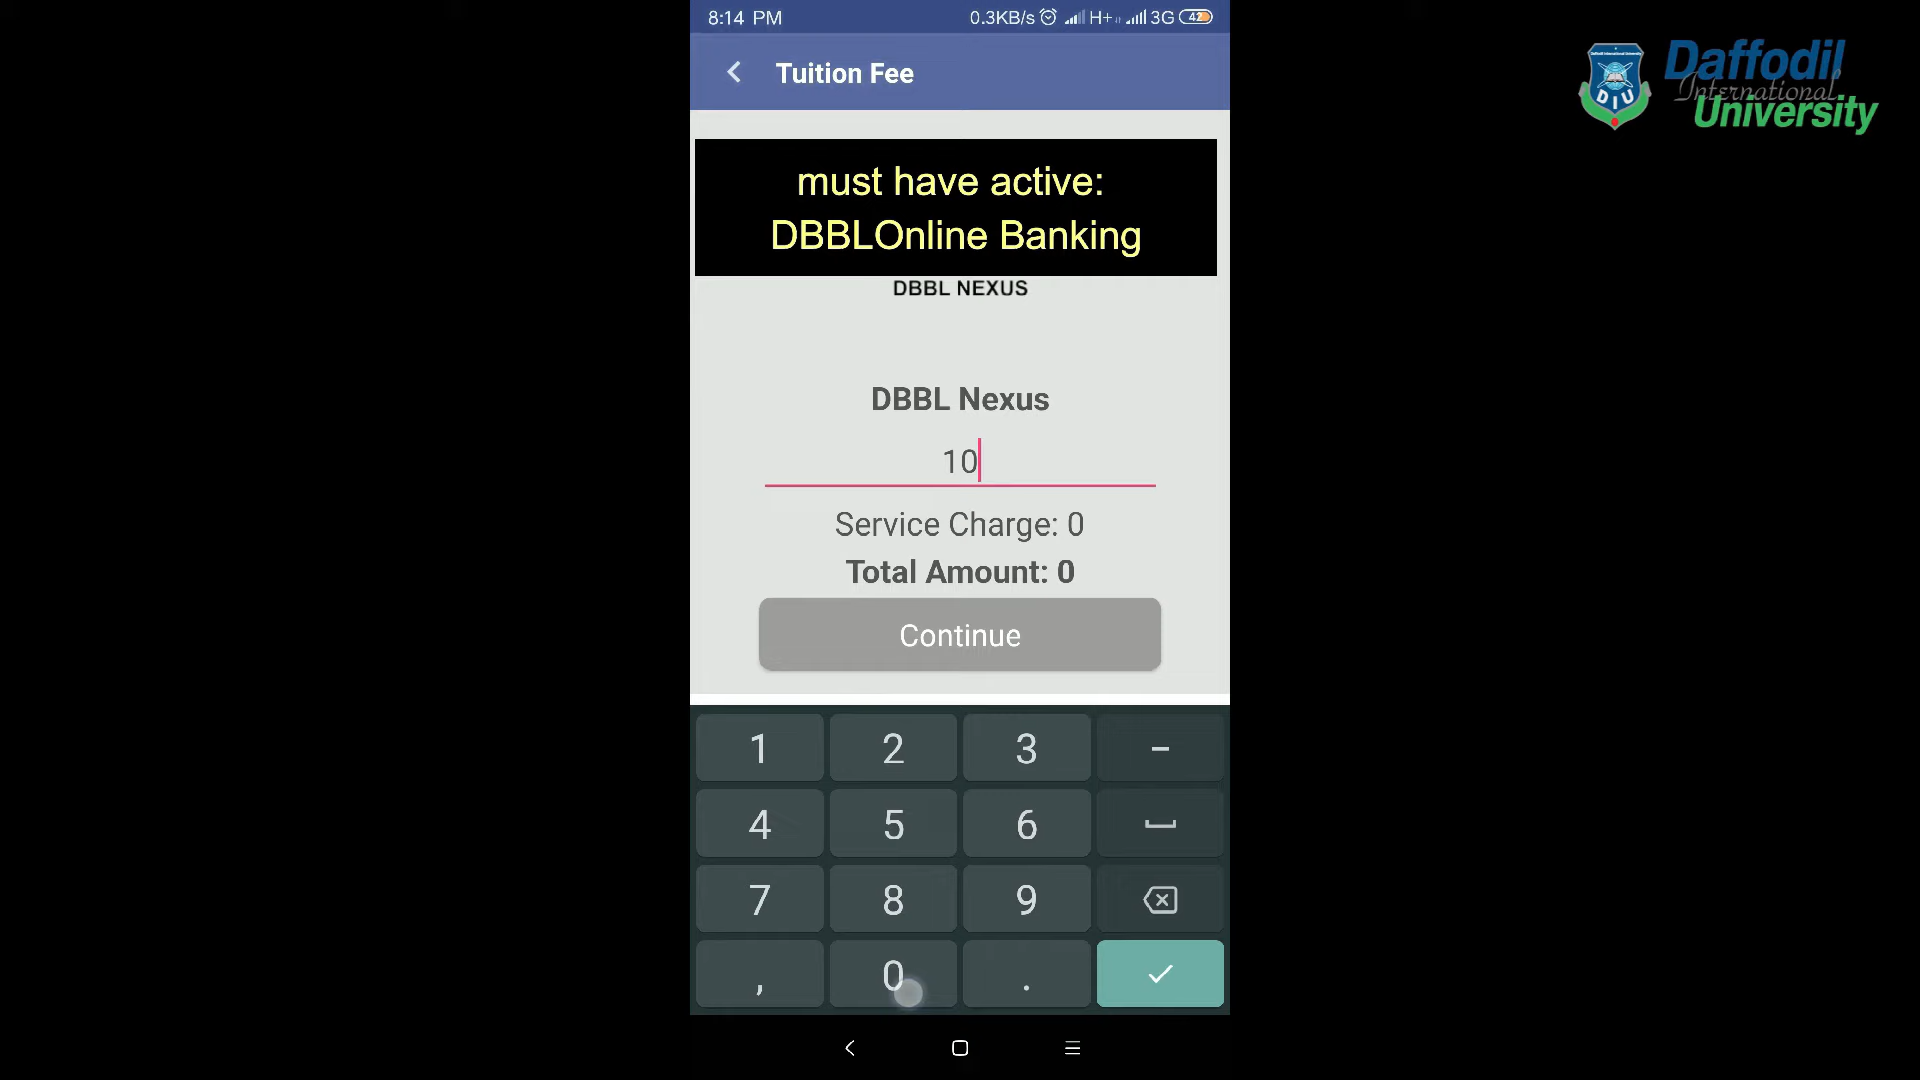 8:14 PM 0.3KB/s H+ 3G 42
Tuition Fee
Daffodil
International
University
DIU
must have active:
DBBLOnline Banking
DBBL NEXUS
DBBL Nexus
10
Service Charge: 0
Total Amount: 0
Continue
1 2 3 -
4 5 6
7 8 9
, 0 .